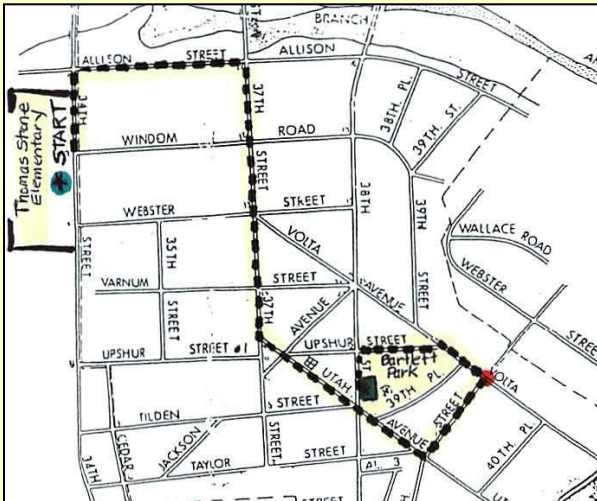 BRANCH
ALLISON STREET ALLISON
STREET
34TH
37TH
38TH. PL.
39TH. ST.
Thomas Stone
Elementary
START
WINDOM ROAD
STREET
38TH
39TH
WEBSTER STREET
VOLTA
WALLACE ROAD
WEBSTER
STREET
35TH
VARNUM STREET
AVENUE
STREET
STREET
37TH
AVENUE
UPSHUR STREET #1
UPSHUR STREET
Bartlett
Park
VOLTA
UTAH
ST
39TH. PL.
STREET
TILDEN STREET
AVENUE
40TH. PL
CEDAR
JACKSON
34TH
TAYLOR STREET
STREET